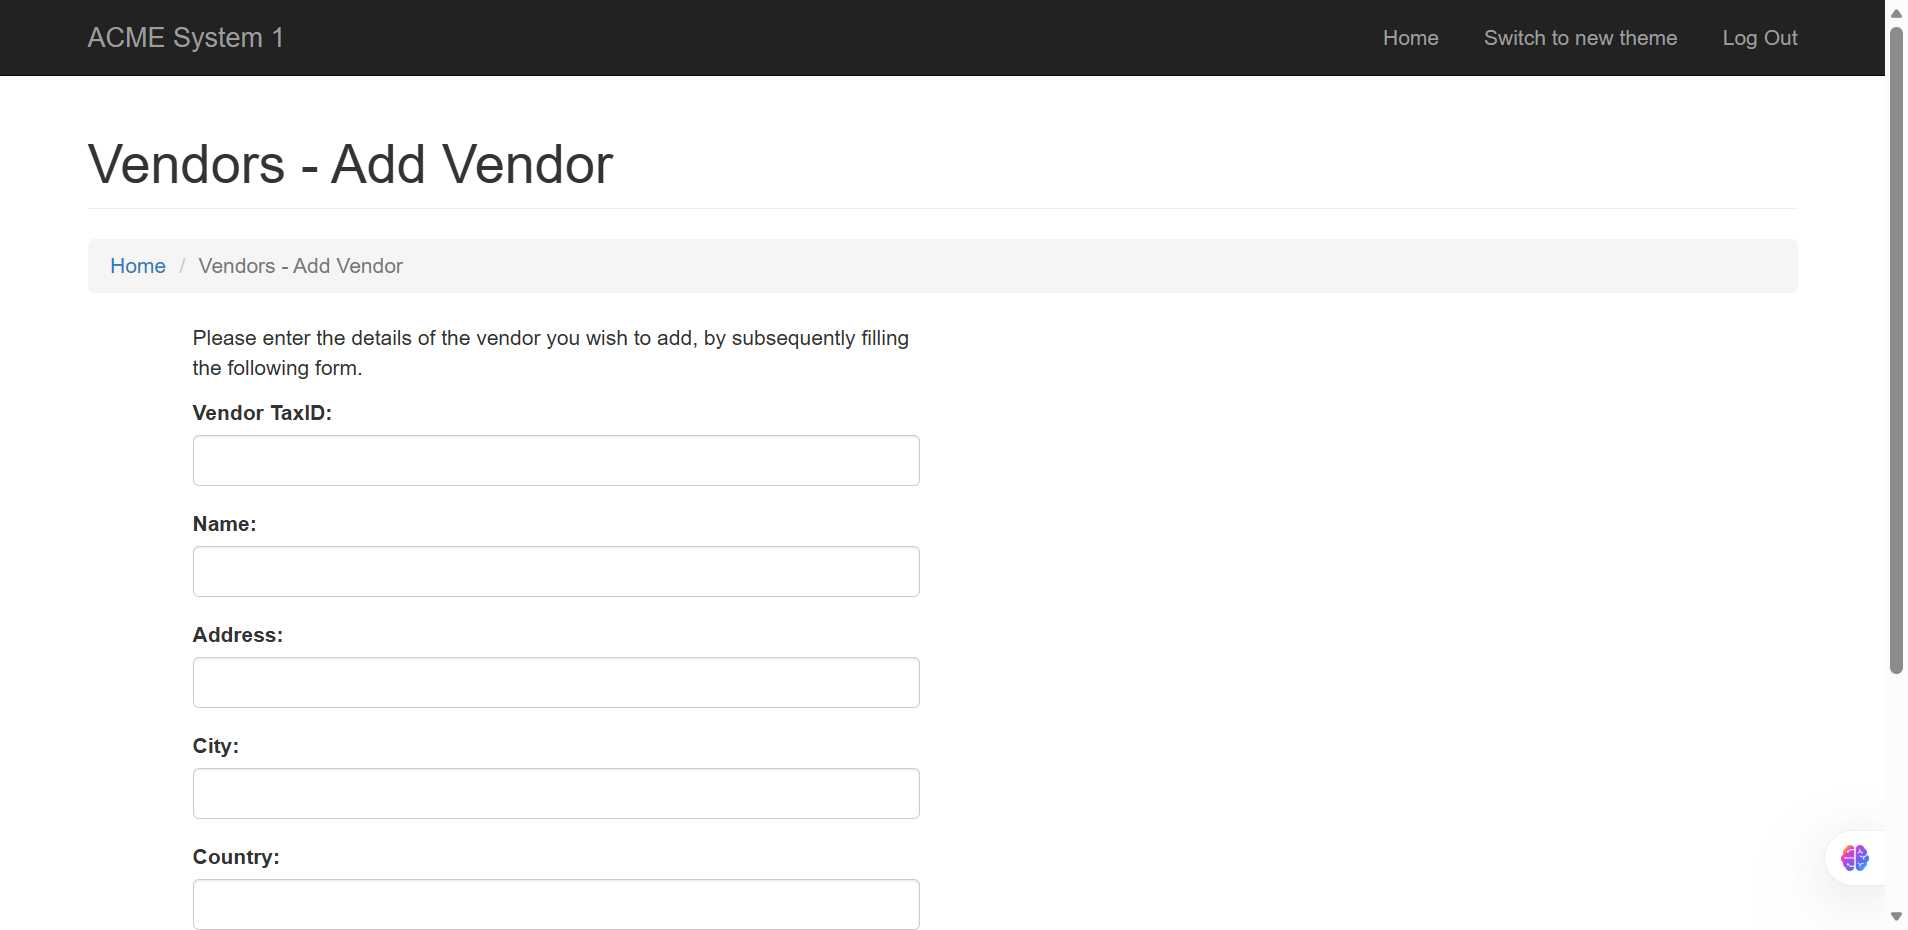 ACME System 1
Home
Switch to new theme
Log Out
Vendors - Add Vendor
Home / Vendors - Add Vendor
Please enter the details of the vendor you wish to add, by subsequently filling
the following form.
Vendor TaxID:
Name:
Address:
City:
Country: